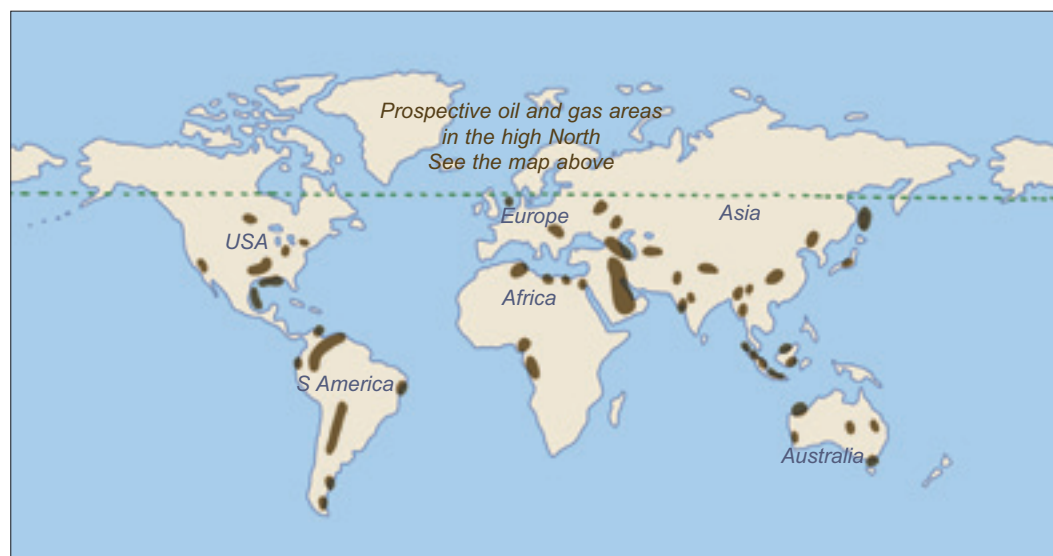 Prospective oil and gas areas
in the high North
See the map above
Europe
Asia
USA
Africa
S America
Australia